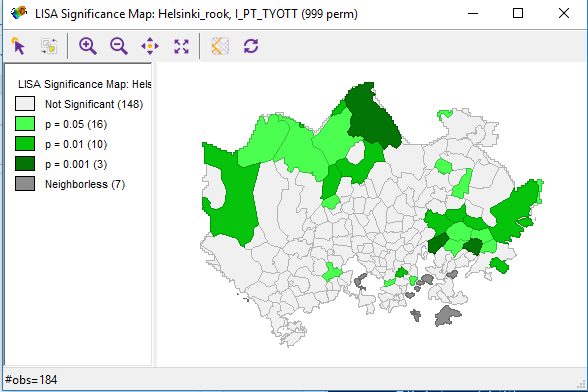 LISA Significance Map: Helsinki_rook, I_PT_TYOTT (999 perm)
LISA Significance Map: Hels
Not Significant (148)
p = 0.05 (16)
p = 0.01 (10)
p = 0.001 (3)
Neighborless (7)
#obs=184